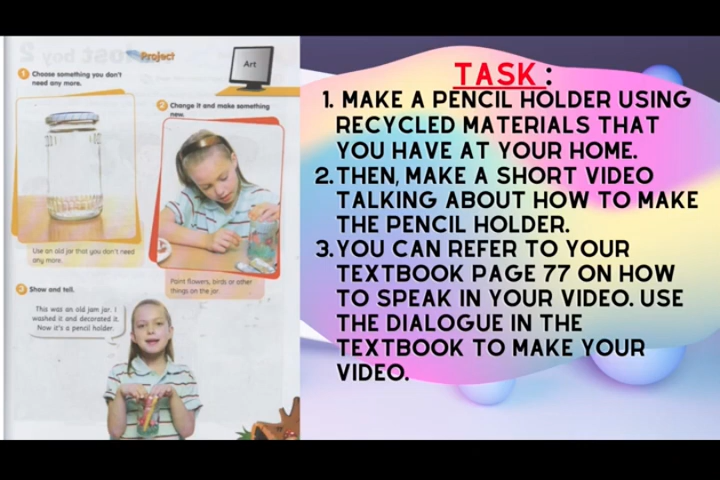 Project
Art
1 Choose something you don't
need any more.
2 Change it and make something
new.
Use an old jar that you don't need
any more.
Paint flowers, birds or other
things on the jar.
3 Show and tell.
This was an old jam jar. I
washed it and decorated it.
Now it's a pencil holder.
TASK :
1. MAKE A PENCIL HOLDER USING
RECYCLED MATERIALS THAT
YOU HAVE AT YOUR HOME.
2.THEN, MAKE A SHORT VIDEO
TALKING ABOUT HOW TO MAKE
THE PENCIL HOLDER.
3.YOU CAN REFER TO YOUR
TEXTBOOK PAGE 77 ON HOW
TO SPEAK IN YOUR VIDEO. USE
THE DIALOGUE IN THE
TEXTBOOK TO MAKE YOUR
VIDEO.